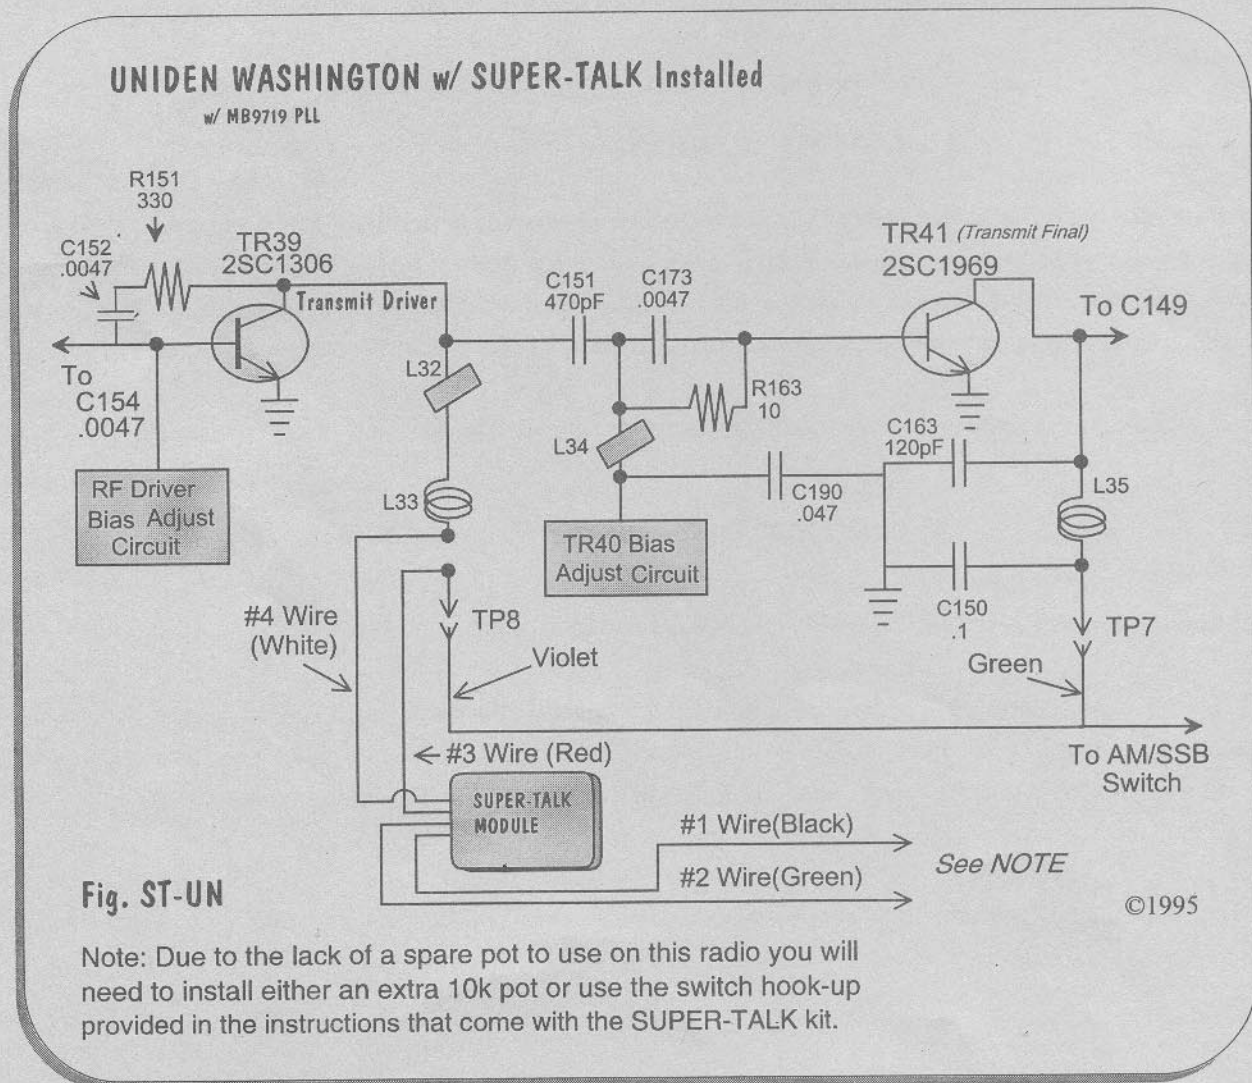 UNIDEN WASHINGTON w/ SUPER-TALK Installed
w/ MB9719 PLL
R151
330
C152
.0047
TR39
2SC1306
Transmit Driver
C151
470pF
C173
.0047
TR41 (Transmit Final)
2SC1969
To C149
To
C154
.0047
L32
R163
10
L34
C163
120pF
RF Driver
Bias Adjust
Circuit
L33
C190
.047
L35
TR40 Bias
Adjust Circuit
#4 Wire
(White)
TP8
C150
.1
TP7
Violet
Green
#3 Wire (Red)
To AM/SSB
Switch
SUPER-TALK
MODULE
#1 Wire(Black)
#2 Wire(Green)
See NOTE
Fig. ST-UN
©1995
Note: Due to the lack of a spare pot to use on this radio you will
need to install either an extra 10k pot or use the switch hook-up
provided in the instructions that come with the SUPER-TALK kit.